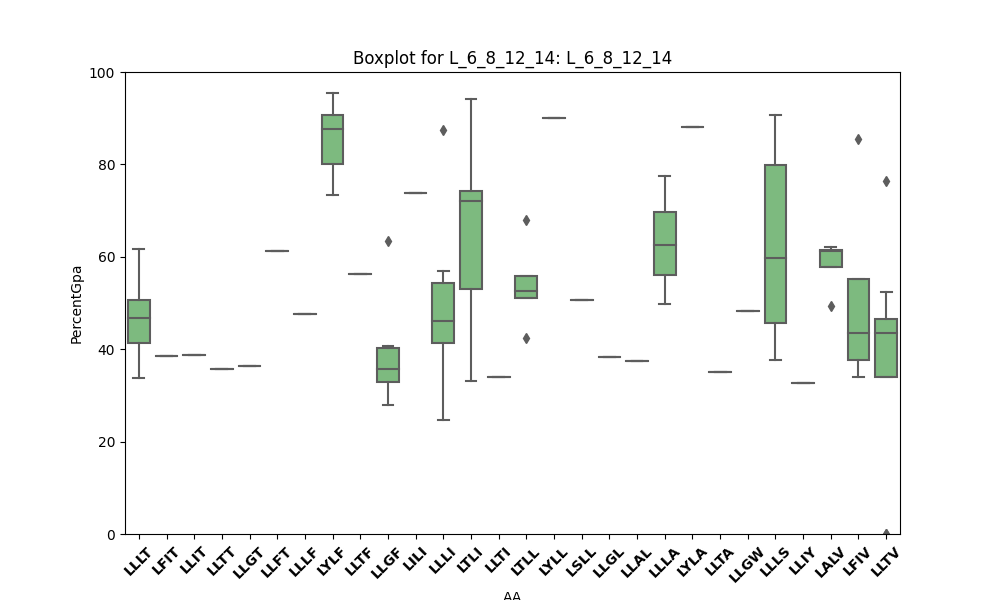 Boxplot for L_6_8_12_14: L_6_8_12_14
100
80
60
40
20
0
PercentGpa
LLLT LFIT LLIT LLTT LLGT LLFT LLLF LYLF LLTF LLGF LILI LLLI LTLI LLTI LTLL LYLL LSLL LLGL LLAL LLLA LYLA LLTA LLGW LLLS LLIY LALV LFIV LLTV
AA